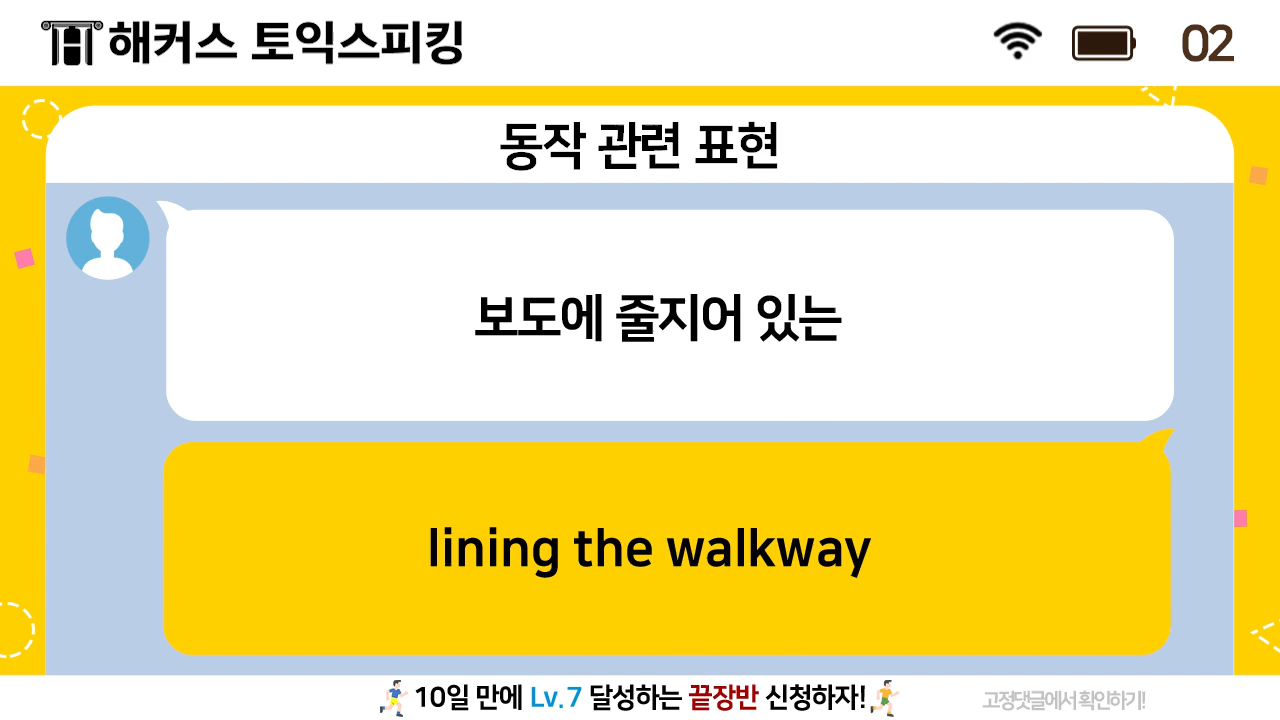 해커스 토익스피킹
02
동작 관련 표현
보도에 줄지어 있는
lining the walkway
10일 만에 Lv.7 달성하는 끝장반 신청하자!
고정댓글에서 확인하기!